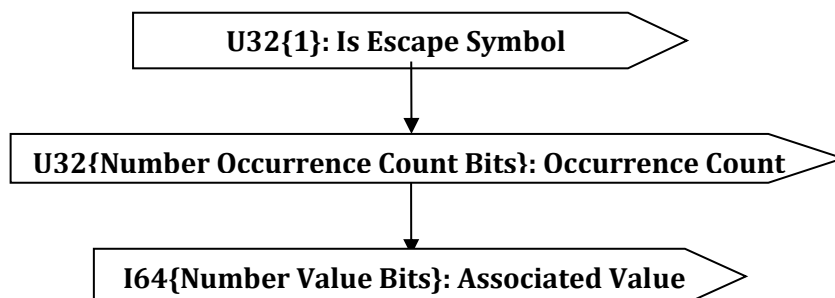 U32{1}: Is Escape Symbol
U32{Number Occurrence Count Bits}: Occurrence Count
I64{Number Value Bits}: Associated Value